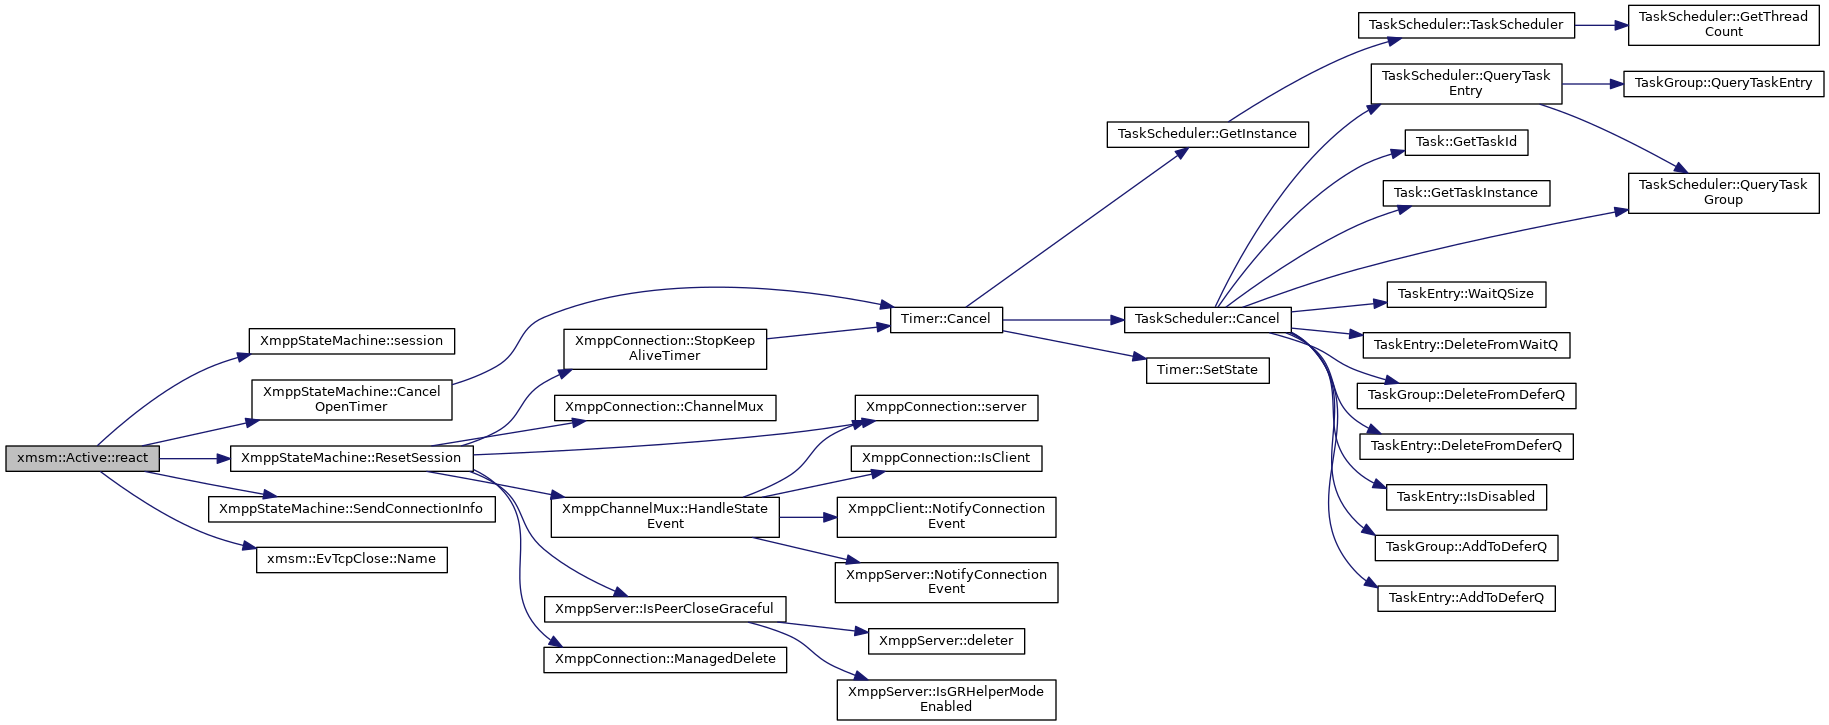 xmsm::Active::react
XmppStateMachine::session
XmppStateMachine::Cancel
OpenTimer
XmppStateMachine::ResetSession
XmppStateMachine::SendConnectionInfo
xmsm::EvTcpClose::Name
XmppConnection::StopKeep
AliveTimer
XmppConnection::ChannelMux
XmppChannelMux::HandleState
Event
XmppServer::IsPeerCloseGraceful
XmppConnection::ManagedDelete
Timer::Cancel
XmppConnection::server
XmppConnection::IsClient
XmppClient::NotifyConnection
Event
XmppServer::NotifyConnection
Event
XmppServer::deleter
XmppServer::IsGRHelperMode
Enabled
TaskScheduler::GetInstance
TaskScheduler::Cancel
Timer::SetState
TaskScheduler::TaskScheduler
TaskScheduler::QueryTask
Entry
Task::GetTaskId
Task::GetTaskInstance
TaskEntry::WaitQSize
TaskEntry::DeleteFromWaitQ
TaskGroup::DeleteFromDeferQ
TaskEntry::DeleteFromDeferQ
TaskEntry::IsDisabled
TaskGroup::AddToDeferQ
TaskEntry::AddToDeferQ
TaskScheduler::GetThread
Count
TaskGroup::QueryTaskEntry
TaskScheduler::QueryTask
Group